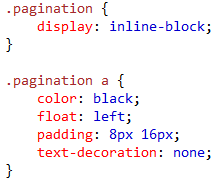 .pagination {
    display: inline-block;
}

.pagination a {
    color: black;
    float: left;
    padding: 8px 16px;
    text-decoration: none;
}